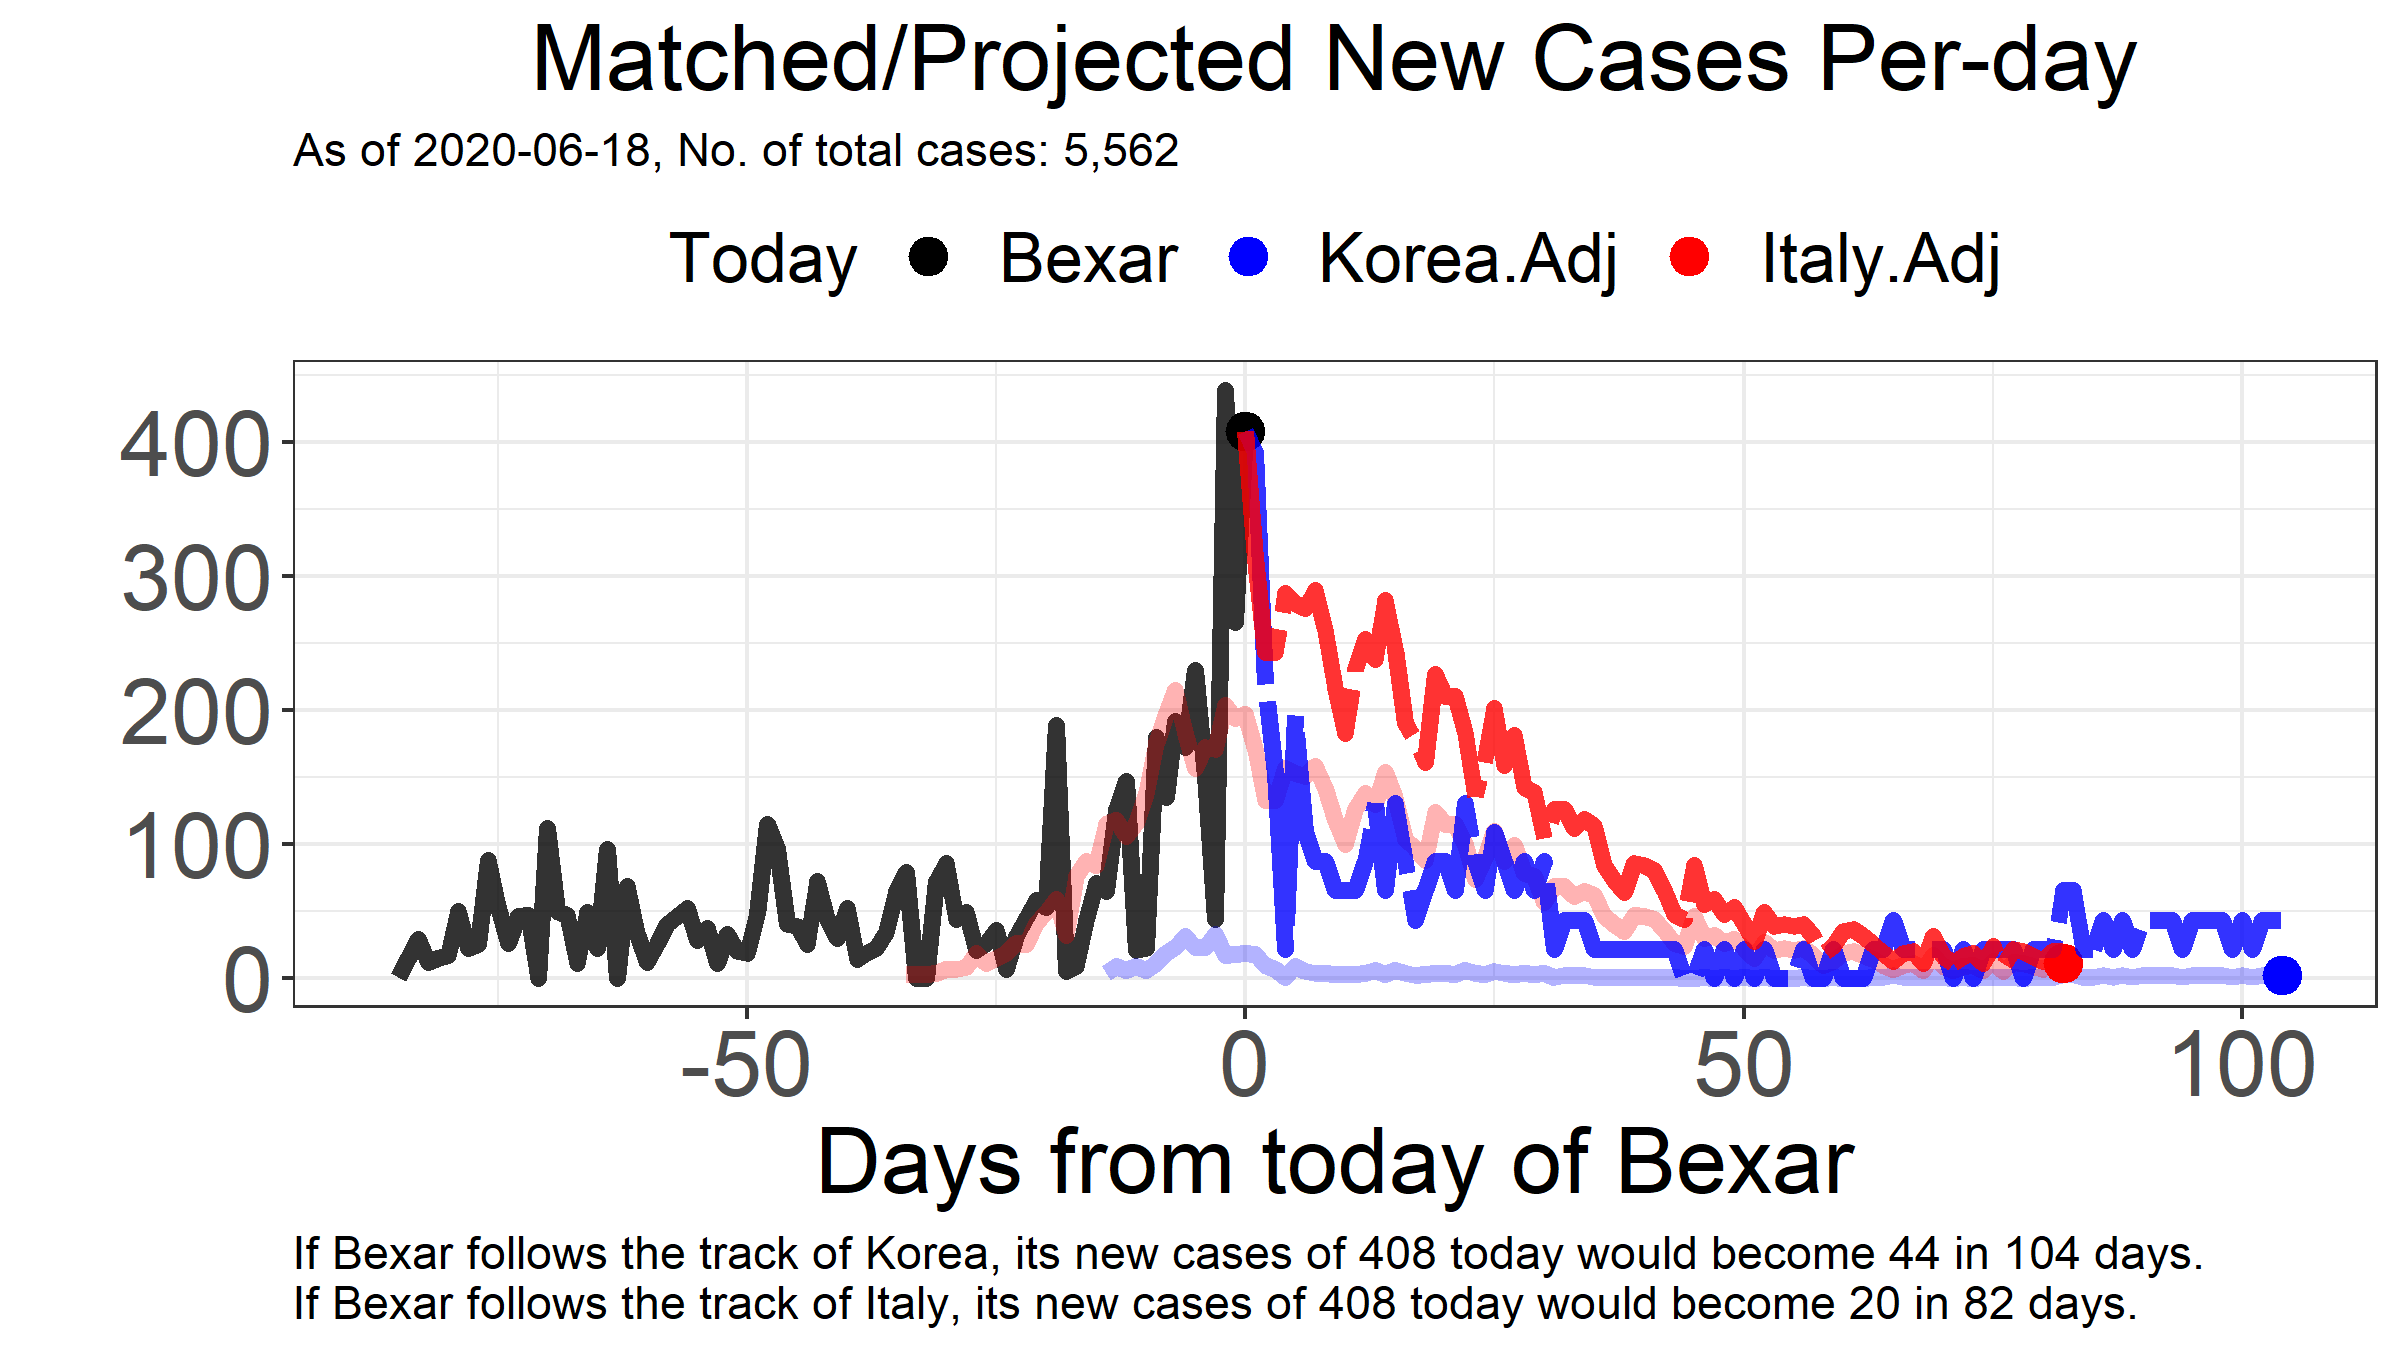 Matched/Projected New Cases Per-day
As of 2020-06-18, No. of total cases: 5,562
Today Bexar Korea.Adj Italy.Adj
400
300
200
100
0
-50 0 50 100
Days from today of Bexar
If Bexar follows the track of Korea, its new cases of 408 today would become 44 in 104 days.
If Bexar follows the track of Italy, its new cases of 408 today would become 20 in 82 days.